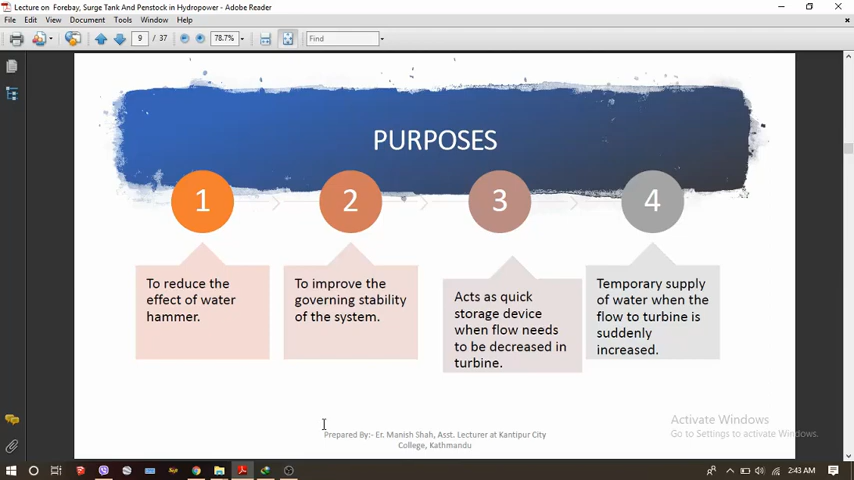 Lecture on Forebay, Surge Tank And Penstock in Hydropower - Adobe Reader
File Edit View Document Tools Window Help
9 / 37 78.7% Find
PURPOSES
1 2 3 4
To reduce the
effect of water
hammer.
To improve the
governing stability
of the system.
Acts as quick
storage device
when flow needs
to be decreased in
turbine.
Temporary supply
of water when the
flow to turbine is
suddenly
increased.
Activate Windows
Go to Settings to activate Windows.
Prepared By:- Er. Manish Shah, Asst. Lecturer at Kantipur City
College, Kathmandu
2:43 AM